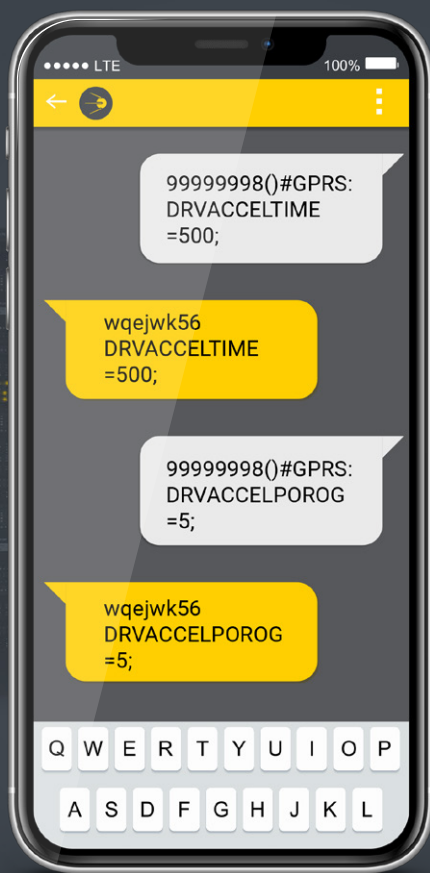 LTE
100%
99999998()#GPRS:
DRVACCELTIME
=500;
wqejwk56
DRVACCELTIME
=500;
99999998()#GPRS:
DRVACCELPOROG
=5;
wqejwk56
DRVACCELPOROG
=5;
Q W E R T Y U I O P
A S D F G H J K L